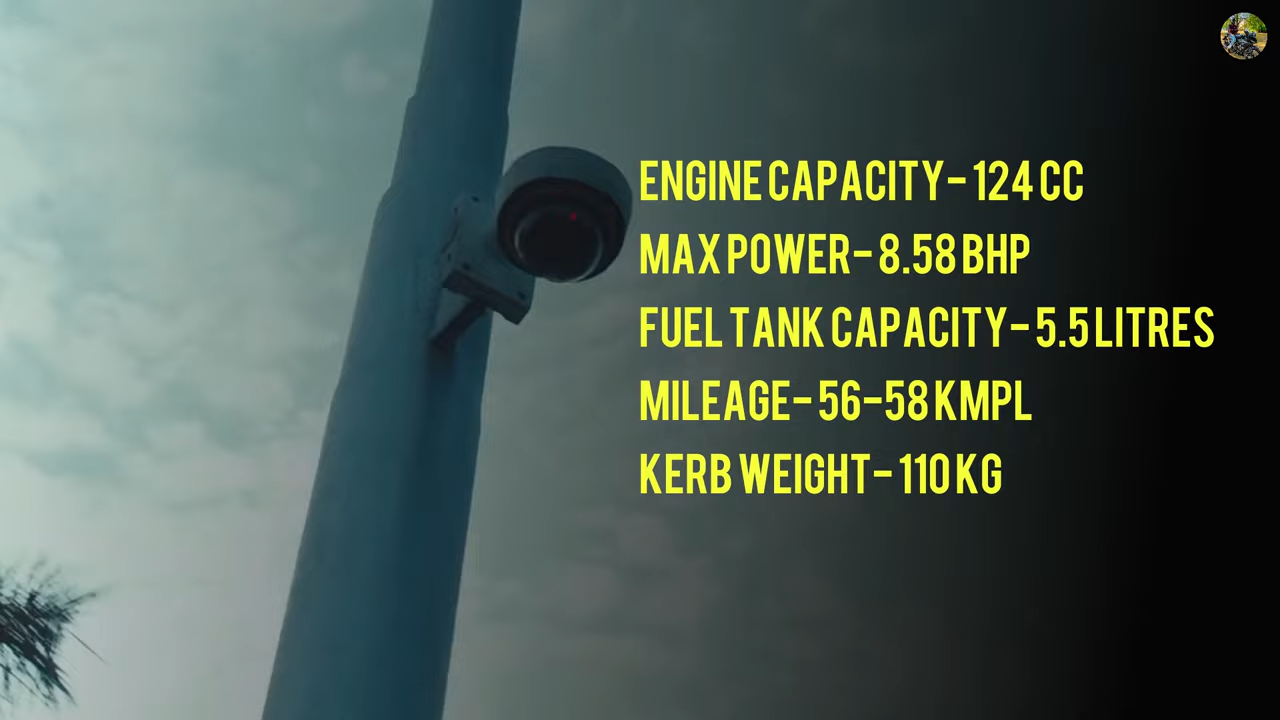 ENGINE CAPACITY- 124 CC
MAX POWER- 8.58 BHP
FUEL TANK CAPACITY- 5.5 LITRES
MILEAGE- 56-58 KMPL
KERB WEIGHT- 110 KG